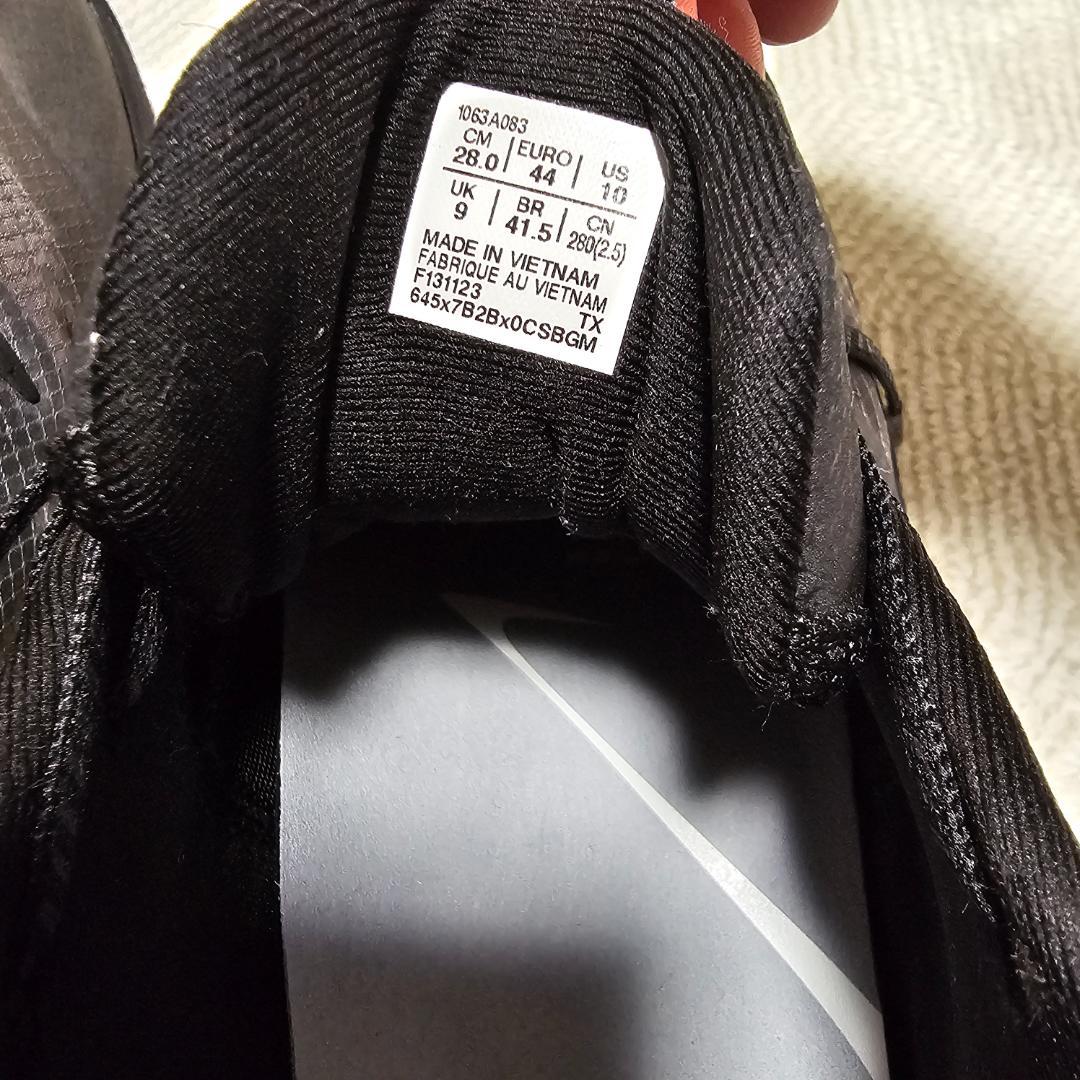 1063A083
CM 28.0 | EURO 44 | US 10
UK 9 | BR 41.5 | CN 280(2.5)
MADE IN VIETNAM
FABRIQUE AU VIETNAM
F131123 TX
645x7B2Bx0CSBGM